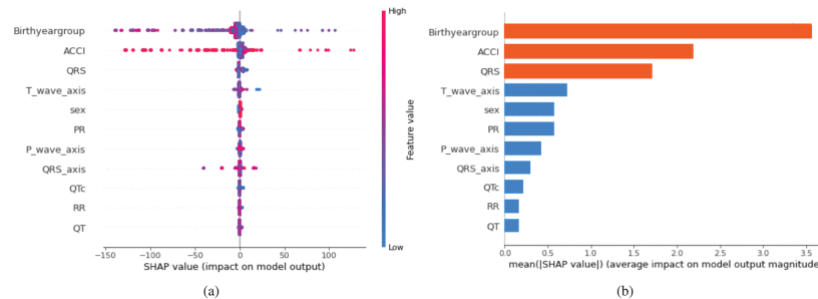 Birthyeargroup
ACCI
QRS
T_wave_axis
sex
PR
P_wave_axis
QRS_axis
QTc
RR
QT
−150 −100 −50 0 50 100
SHAP value (impact on model output)
High
Feature value
Low
(a)
Birthyeargroup
ACCI
QRS
T_wave_axis
sex
PR
P_wave_axis
QRS_axis
QTc
RR
QT
0.0 0.5 1.0 1.5 2.0 2.5 3.0 3.5
mean(|SHAP value|) (average impact on model output magnitude
(b)